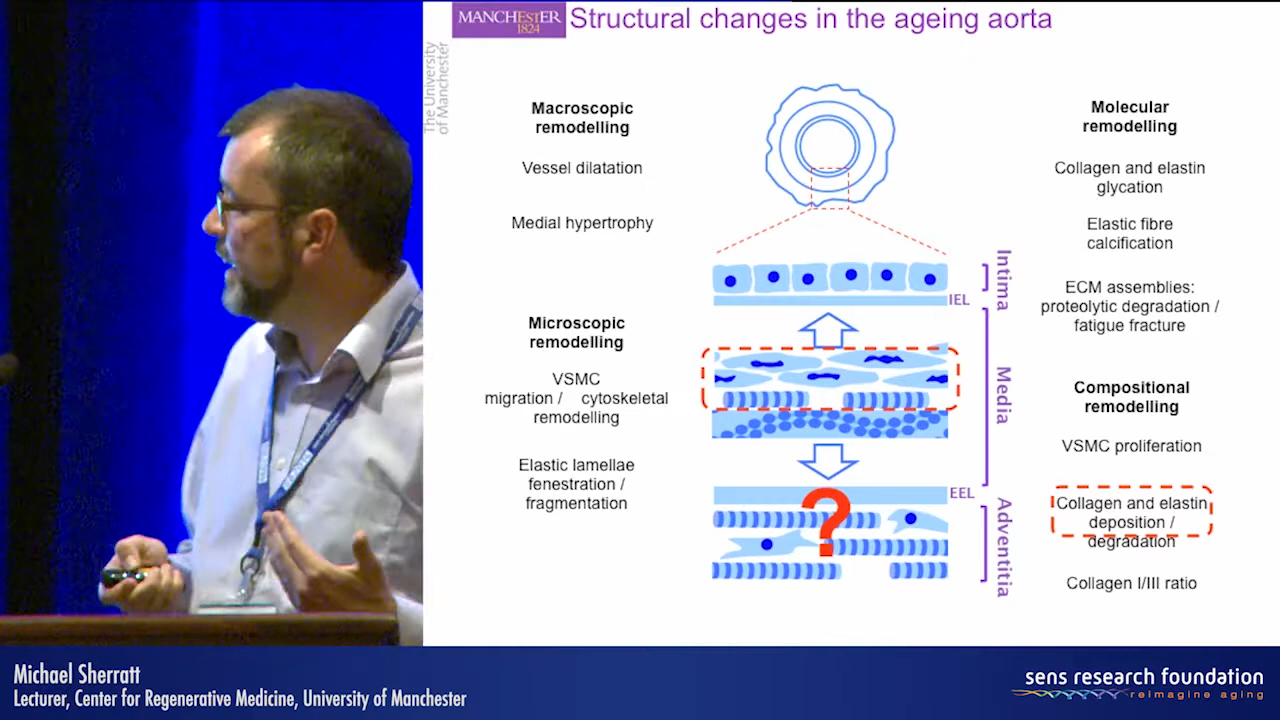 MANCHESTER
1824
The University
of Manchester
Structural changes in the ageing aorta
Macroscopic
remodelling
Vessel dilatation
Medial hypertrophy
Microscopic
remodelling
VSMC
migration / cytoskeletal
remodelling
Elastic lamellae
fenestration /
fragmentation
Intima
IEL
Media
EEL
?
Adventitia
Molecular
remodelling
Collagen and elastin
glycation
Elastic fibre
calcification
ECM assemblies:
proteolytic degradation /
fatigue fracture
Compositional
remodelling
VSMC proliferation
Collagen and elastin
deposition /
degradation
Collagen I/III ratio
Michael Sherratt
Lecturer, Center for Regenerative Medicine, University of Manchester
sens research foundation
reimagine aging